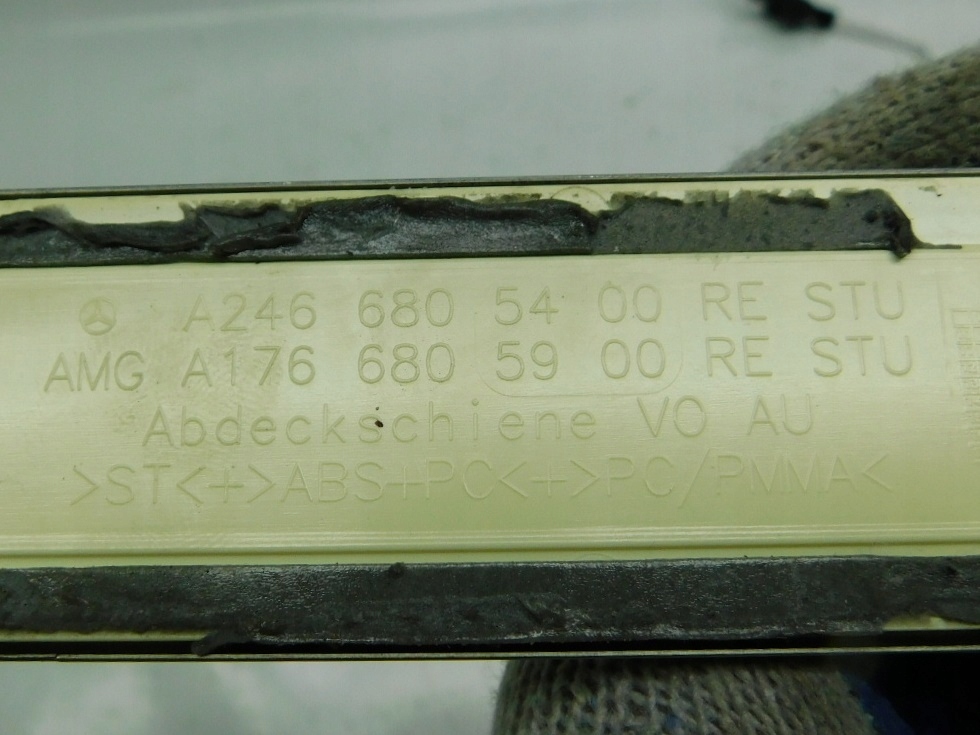 A246 680 54 00 RE STU
AMG A176 680 59 00 RE STU
Abdeckschiene VO AU
>ST<+>ABS+PC<+>PC/PMMA<